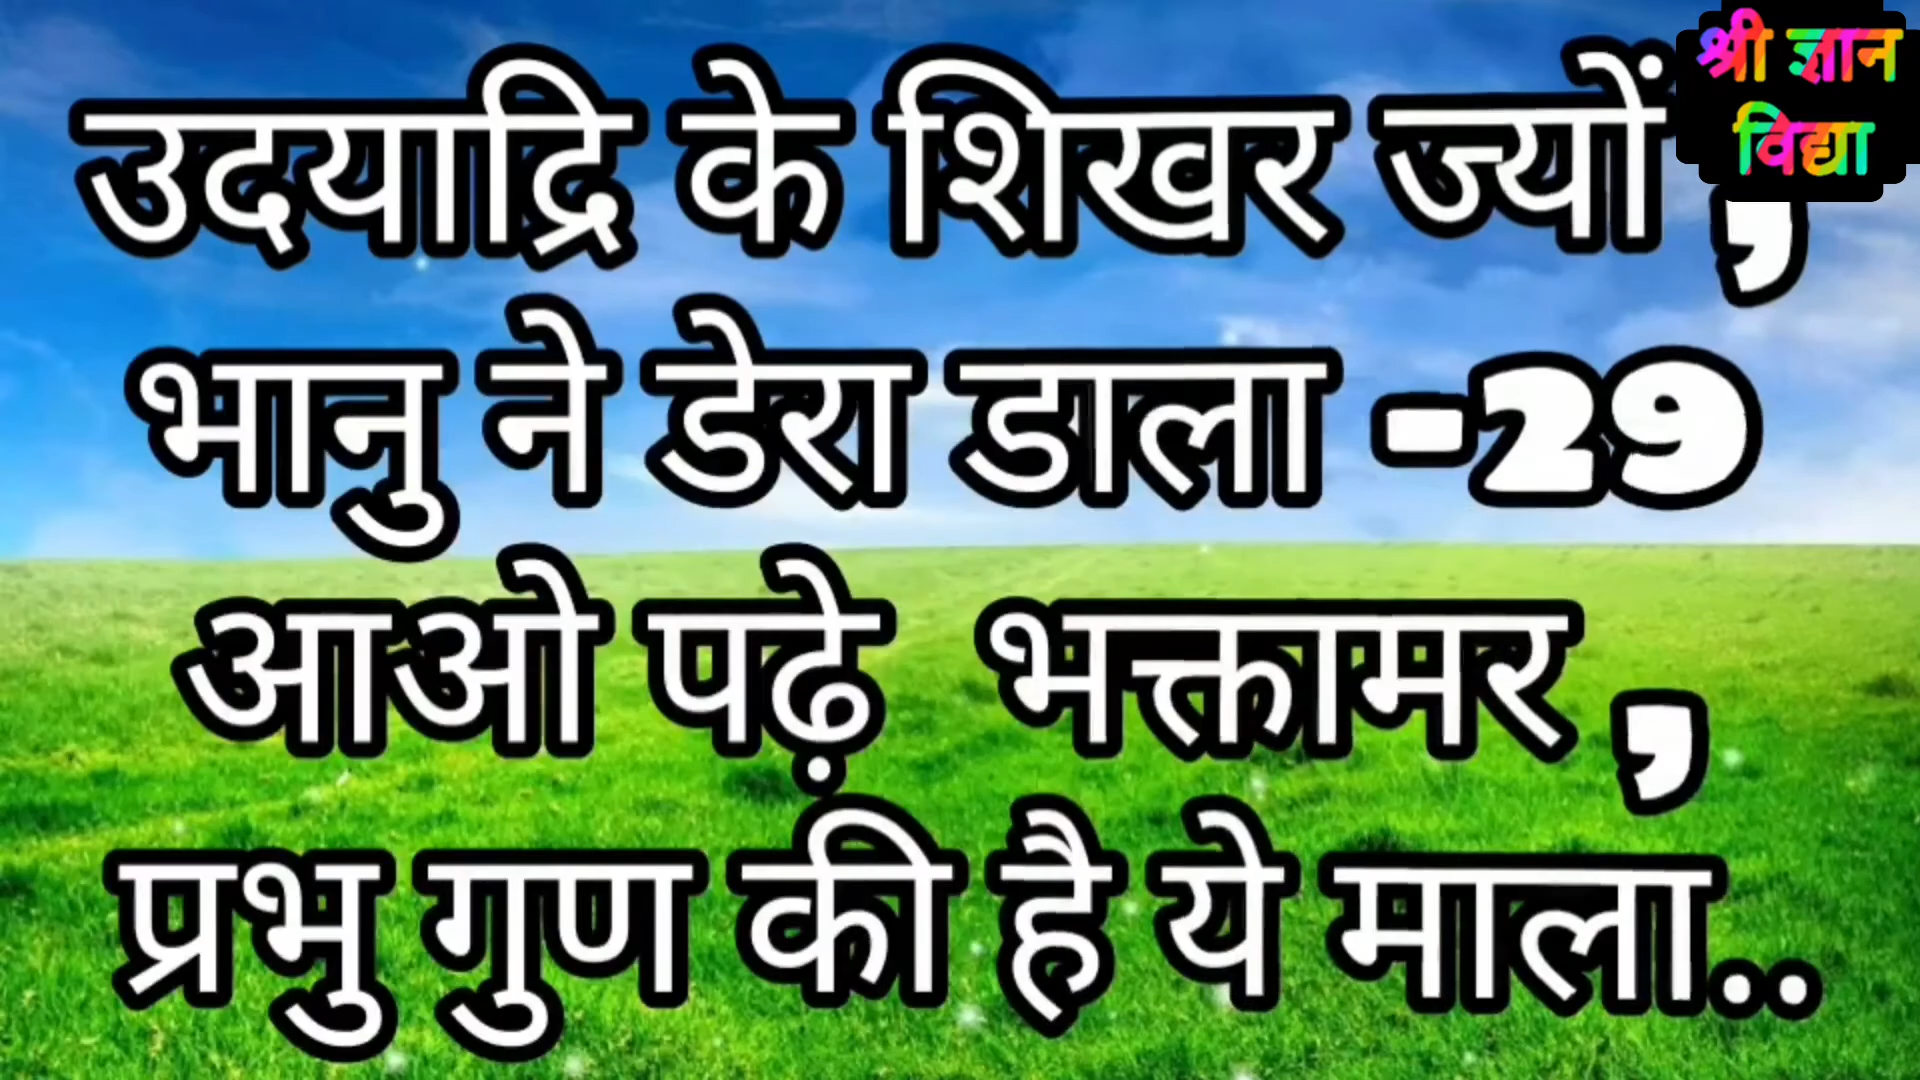 श्री ज्ञान
विद्या
उदयाद्रि के शिखर ज्यों ,
भानु ने डेरा डाला -29
आओ पढ़े भक्तामर ,
प्रभु गुण की है ये माला..